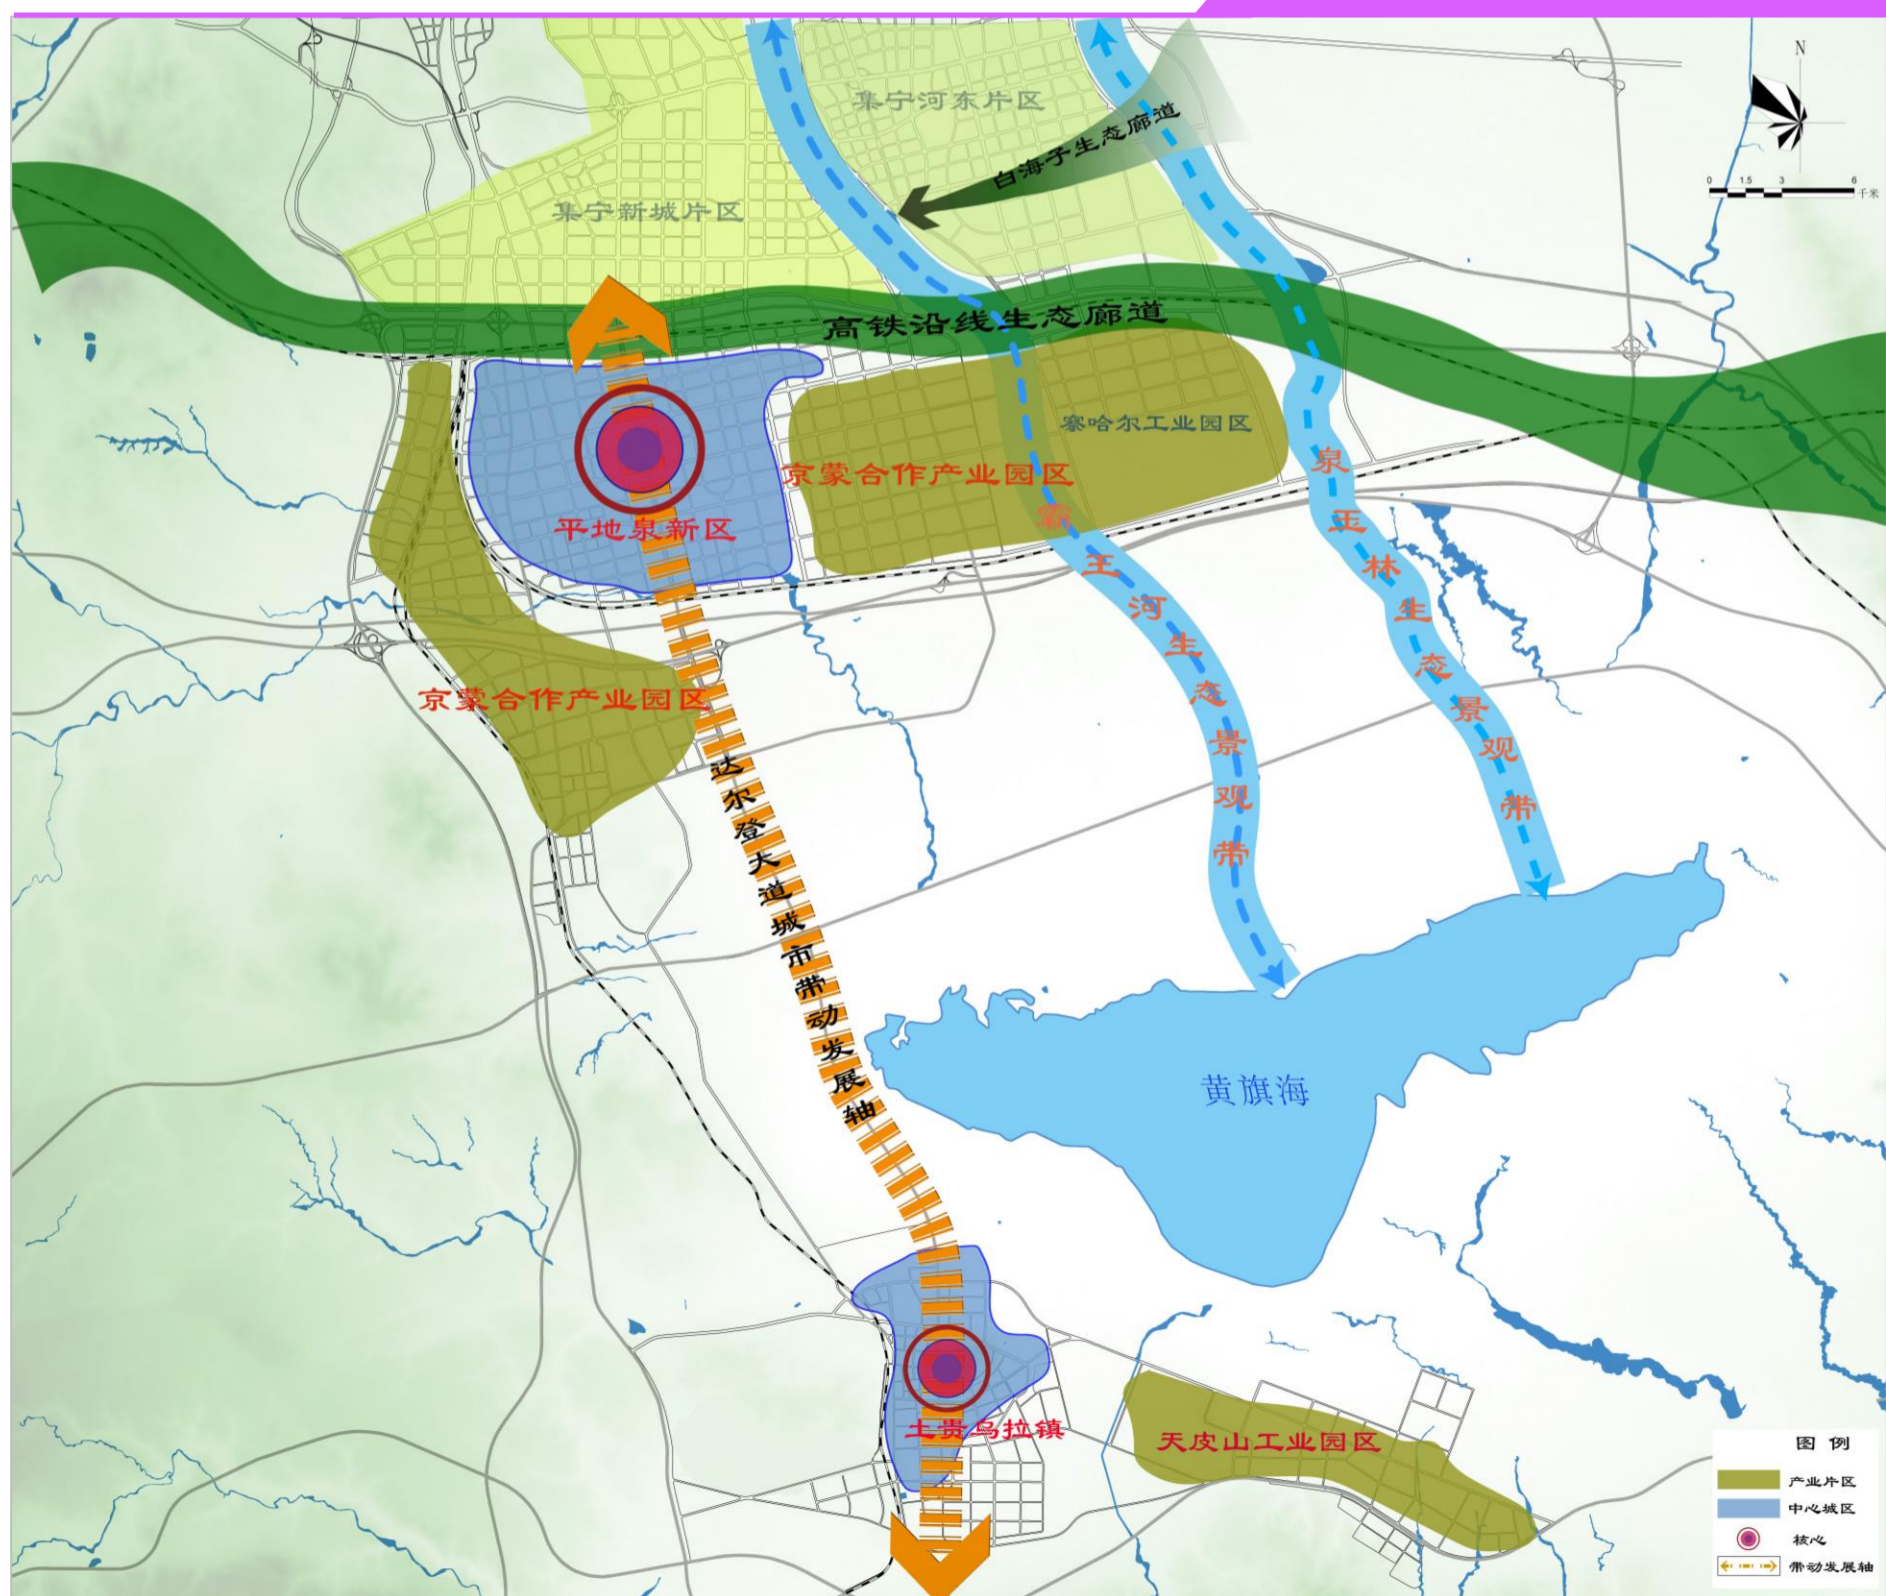 N
集宁河东片区
白海子生态廊道
0 1.5 3 6
千米
集宁新城片区
高铁沿线生态廊道
寨哈尔工业园区
京蒙合作产业园区
平地泉新区
霸王河生态景观带
泉玉林生态景观带
京蒙合作产业园区
达尔登大道城市带动发展轴
黄旗海
土贵乌拉镇
天皮山工业园区
图 例
产业片区
中心城区
核心
带动发展轴